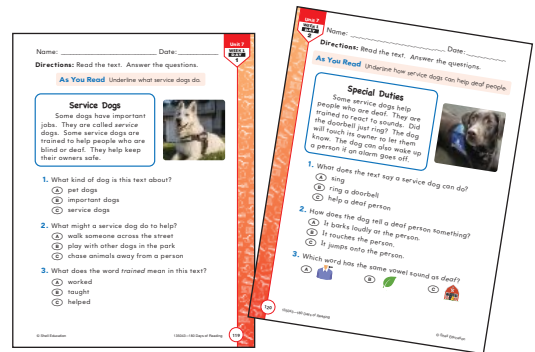 Unit 7
WEEK 1
DAY
1
Name: Date:
Directions: Read the text. Answer the questions.
As You Read Underline what service dogs do.
Service Dogs
Some dogs have important
jobs. They are called service
dogs. Some service dogs are
trained to help people who are
blind or deaf. They help keep
their owners safe.
1. What kind of dog is this text about?
A pet dogs
B important dogs
C service dogs
2. What might a service dog do to help?
A walk someone across the street
B play with other dogs in the park
C chase animals away from a person
3. What does the word trained mean in this text?
A worked
B taught
C helped
© Shell Education
—180 Days of Reading
119
Unit 7
WEEK 1
DAY
2
Name: Date:
Directions: Read the text. Answer the questions.
As You Read Underline how service dogs can help deaf people.
Special Duties
Some service dogs help
people who are deaf. They are
trained to react to sounds. Did
the doorbell just ring? The dog
will touch its owner to let them
know. The dog can also wake up
a person if an alarm goes off.
1. What does the text say a service dog can do?
A sing
B ring a doorbell
C help a deaf person
2. How does the dog tell a deaf person something?
A It barks loudly at the person.
B It touches the person.
C It jumps onto the person.
3. Which word has the same vowel sound as deaf?
A
B
C
120
© Shell Education